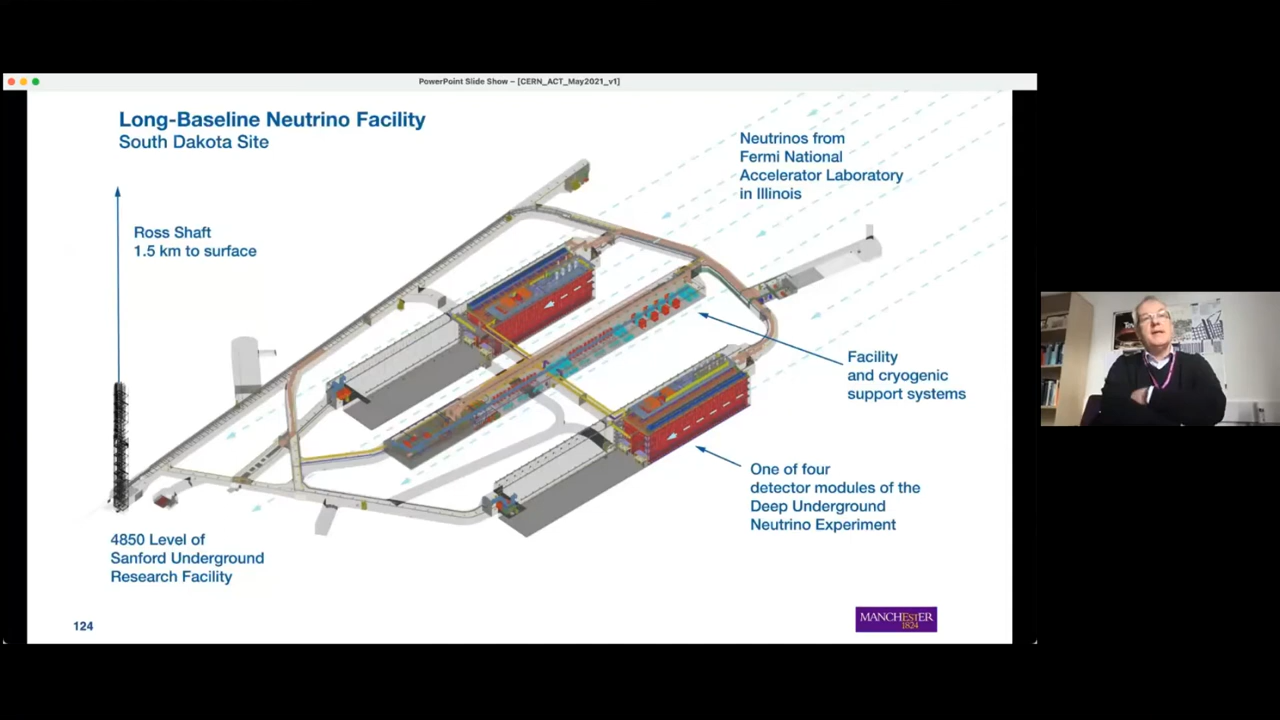 PowerPoint Slide Show – [CERN_ACT_May2021_v1]
Long-Baseline Neutrino Facility
South Dakota Site
Neutrinos from
Fermi National
Accelerator Laboratory
in Illinois
Ross Shaft
1.5 km to surface
Facility
and cryogenic
support systems
One of four
detector modules of the
Deep Underground
Neutrino Experiment
4850 Level of
Sanford Underground
Research Facility
124
MANCHESTER
1824